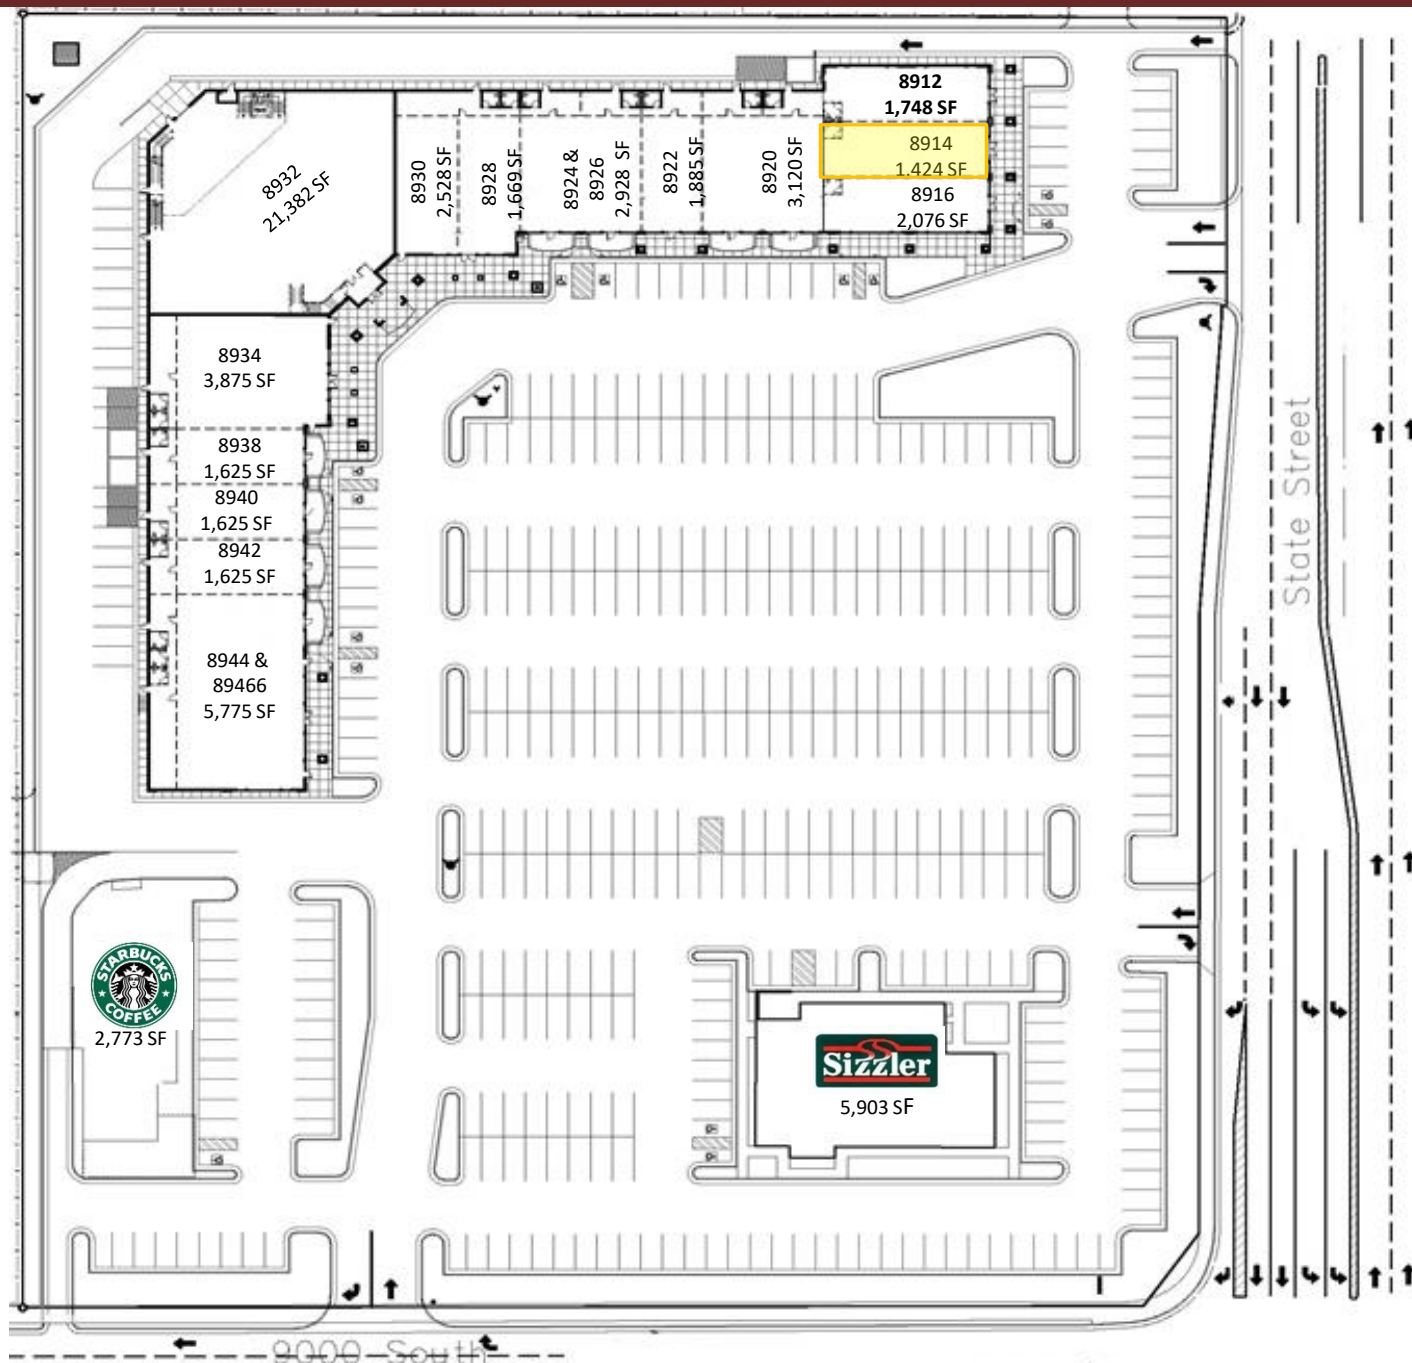 8912
1,748 SF
8914
1.424 SF
8916
2,076 SF
8932
21,382 SF
8930
2,528 SF
8928
1,669 SF
8924 &
8926
2,928 SF
8922
1,885 SF
8920
3,120 SF
8934
3,875 SF
8938
1,625 SF
8940
1,625 SF
8942
1,625 SF
8944 &
89466
5,775 SF
State Street
STARBUCKS
COFFEE
2,773 SF
Sizzler
5,903 SF
9000 South